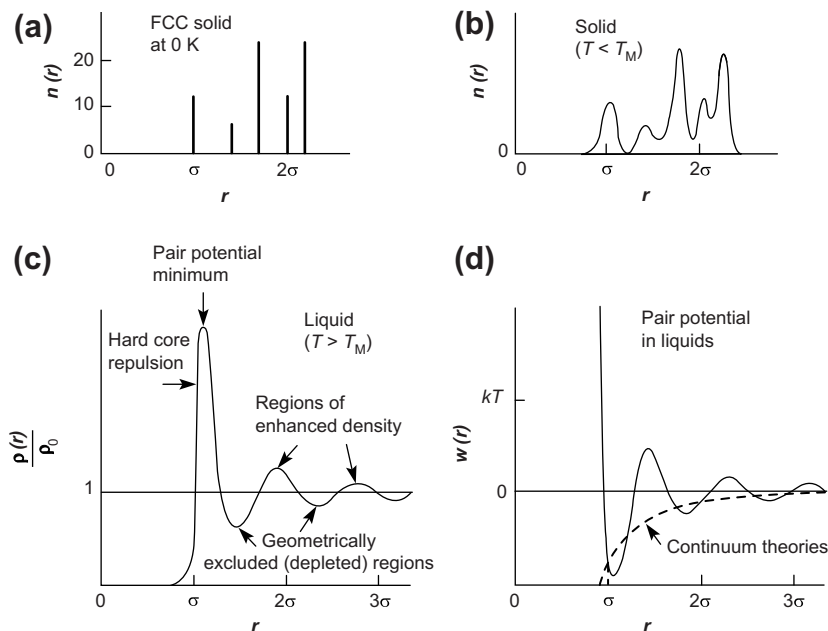 (a)
FCC solid
at 0 K
20
10
0
n (r)
0 σ 2σ
r
(b)
Solid
(T < T_M)
n (r)
0
0 σ 2σ
r
(c)
Pair potential
minimum
Hard core
repulsion
Liquid
(T > T_M)
Regions of
enhanced density
ρ(r)
ρ₀
1
Geometrically
excluded (depleted) regions
0 σ 2σ 3σ
r
(d)
Pair potential
in liquids
kT
w (r)
0
Continuum theories
0 σ 2σ 3σ
r